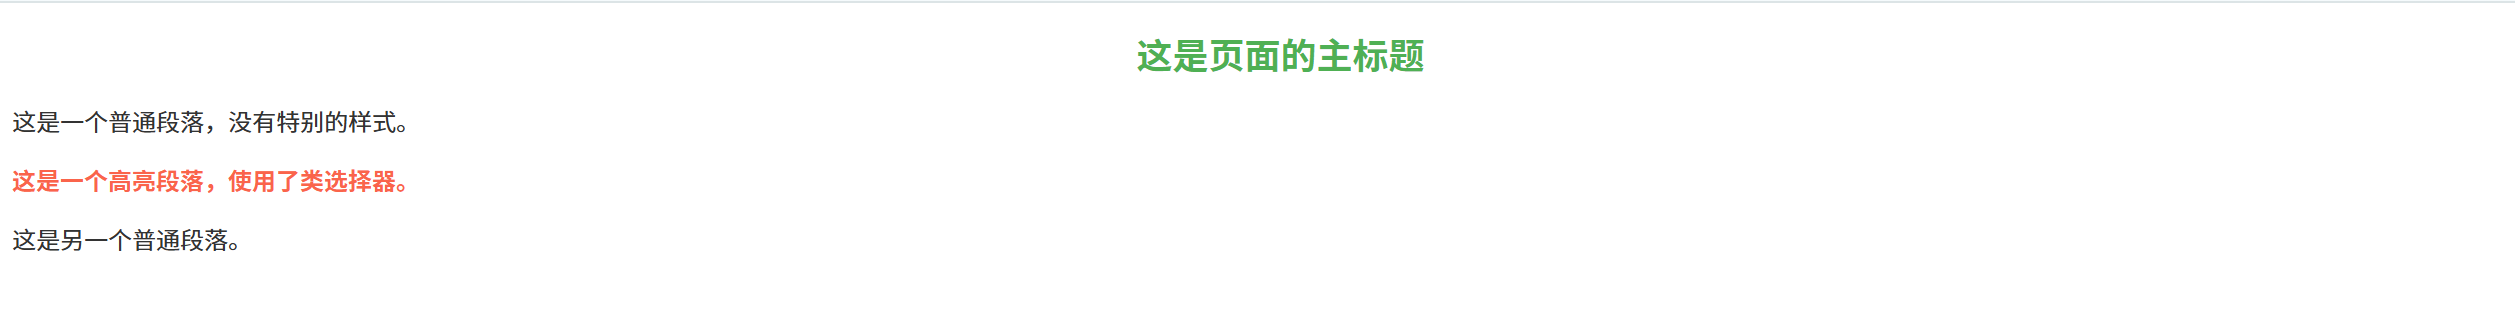 这是页面的主标题
这是一个普通段落，没有特别的样式。
这是一个高亮段落，使用了类选择器。
这是另一个普通段落。